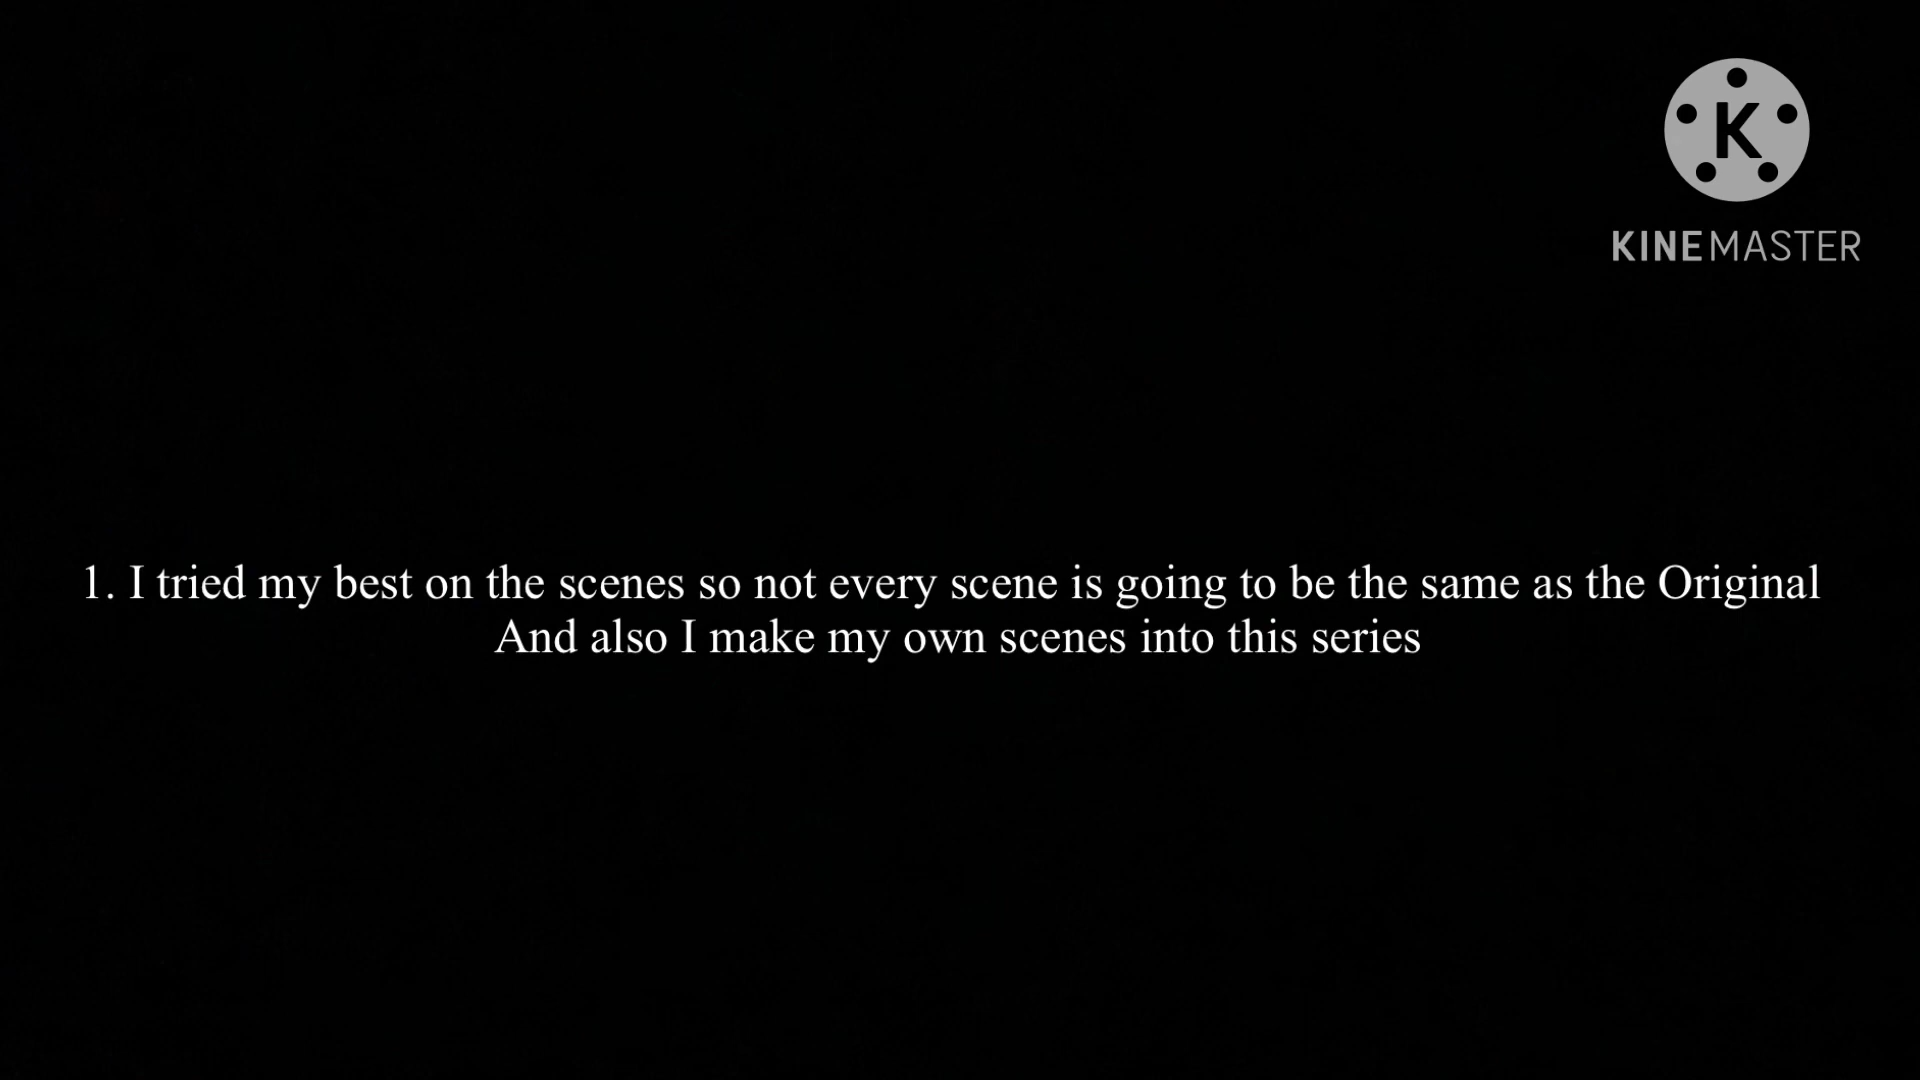 K
KINEMASTER
1. I tried my best on the scenes so not every scene is going to be the same as the Original
And also I make my own scenes into this series